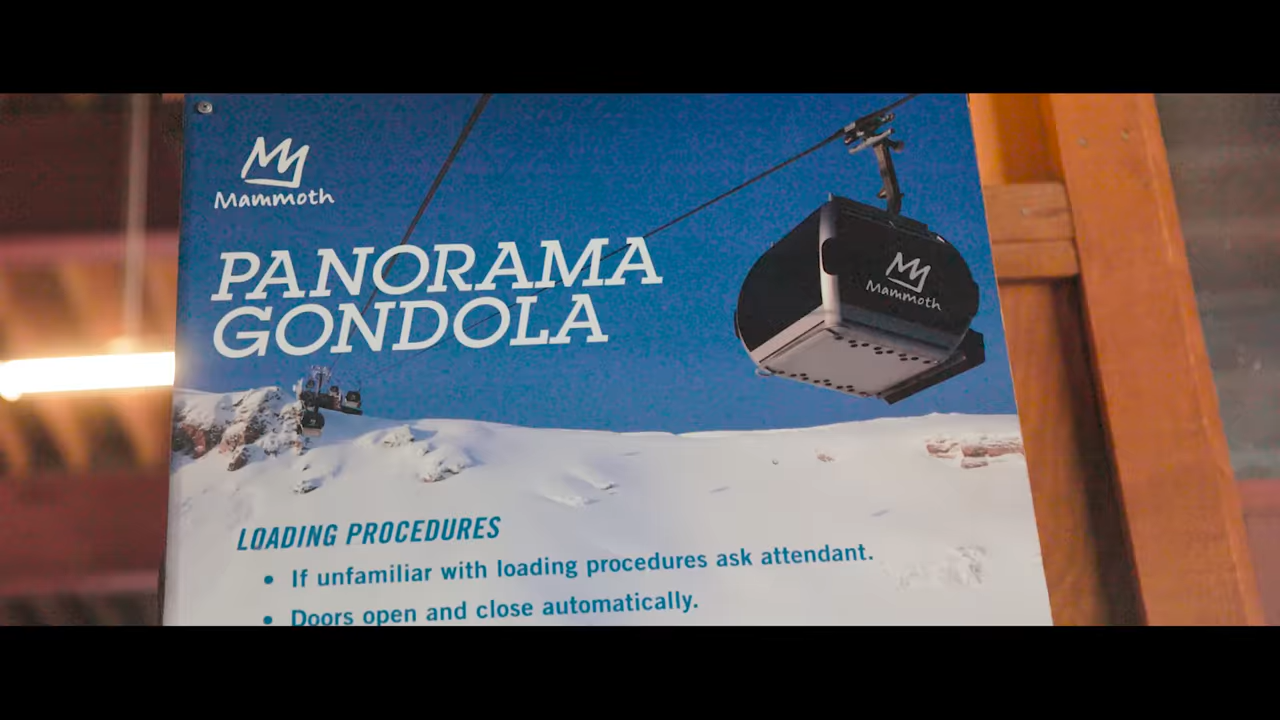 Mammoth
PANORAMA
GONDOLA
Mammoth
LOADING PROCEDURES
• If unfamiliar with loading procedures ask attendant.
• Doors open and close automatically.